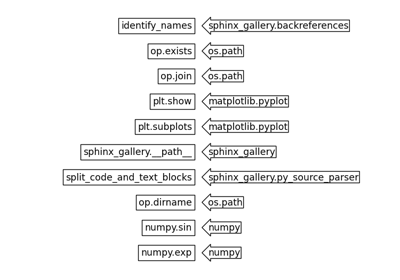 identify_names sphinx_gallery.backreferences
op.exists os.path
op.join os.path
plt.show matplotlib.pyplot
plt.subplots matplotlib.pyplot
sphinx_gallery.__path__ sphinx_gallery
split_code_and_text_blocks sphinx_gallery.py_source_parser
op.dirname os.path
numpy.sin numpy
numpy.exp numpy